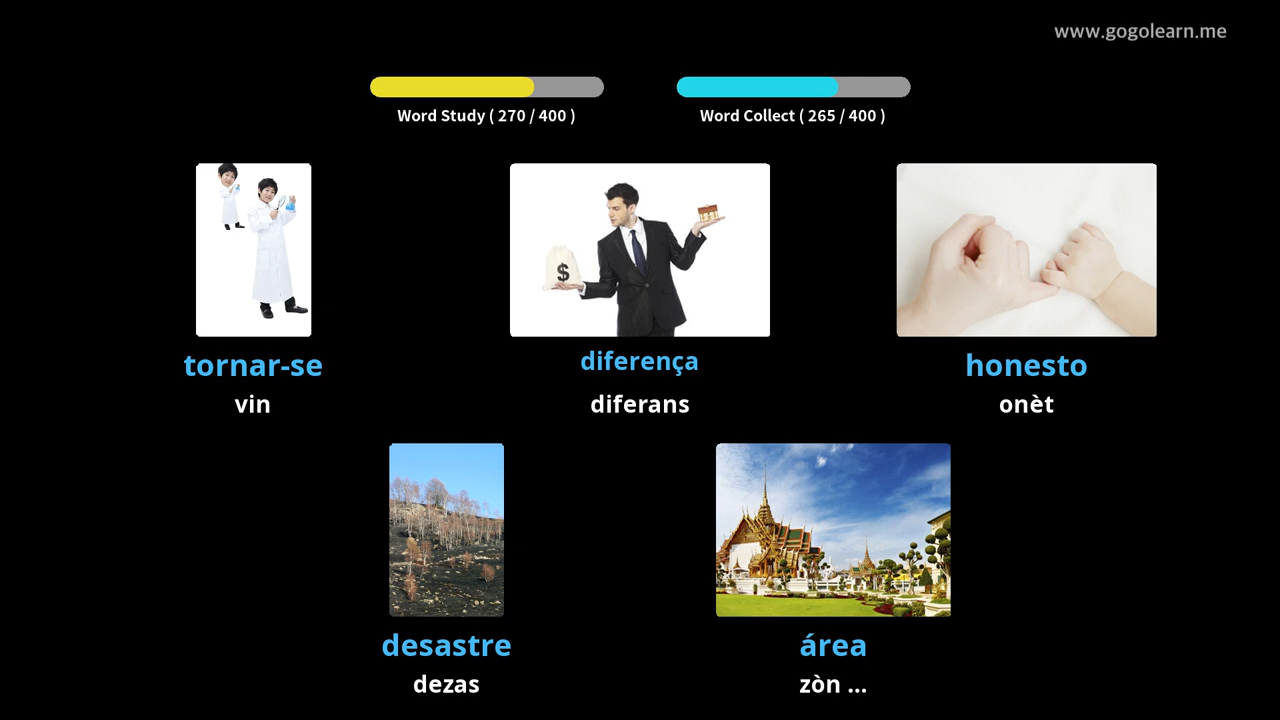 www.gogolearn.me
Word Study ( 270 / 400 )
Word Collect ( 265 / 400 )
tornar-se
vin
diferença
diferans
honesto
onèt
desastre
dezas
área
zòn ...